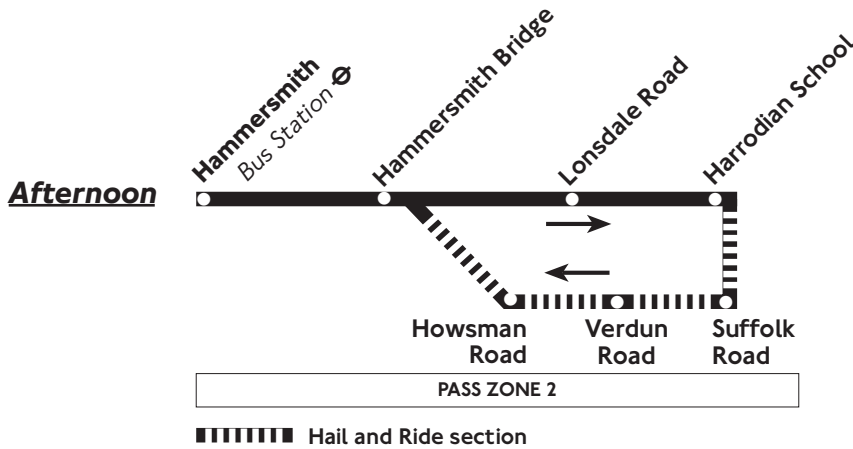 Hammersmith
Bus Station
Hammersmith Bridge
Lonsdale Road
Harrodian School
Afternoon
Howsman
Road
Verdun
Road
Suffolk
Road
PASS ZONE 2
Hail and Ride section